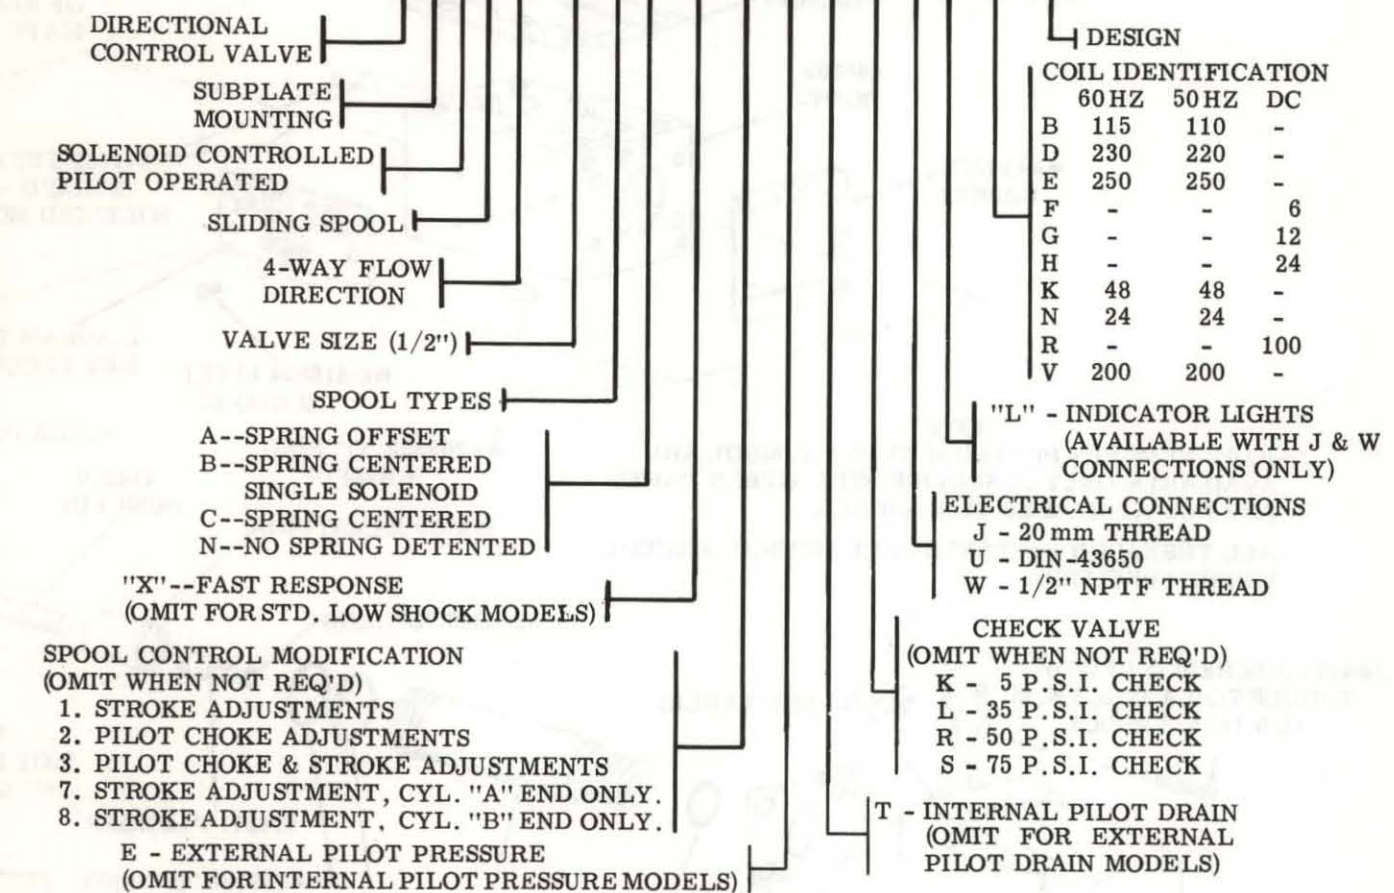 DIRECTIONAL
CONTROL VALVE
SUBPLATE
MOUNTING
SOLENOID CONTROLLED
PILOT OPERATED
SLIDING SPOOL
4-WAY FLOW
DIRECTION
VALVE SIZE (1/2")
SPOOL TYPES
A--SPRING OFFSET
B--SPRING CENTERED
SINGLE SOLENOID
C--SPRING CENTERED
N--NO SPRING DETENTED
"X"--FAST RESPONSE
(OMIT FOR STD. LOW SHOCK MODELS)
SPOOL CONTROL MODIFICATION
(OMIT WHEN NOT REQ'D)
1. STROKE ADJUSTMENTS
2. PILOT CHOKE ADJUSTMENTS
3. PILOT CHOKE & STROKE ADJUSTMENTS
7. STROKE ADJUSTMENT, CYL. "A" END ONLY.
8. STROKE ADJUSTMENT, CYL. "B" END ONLY.
E - EXTERNAL PILOT PRESSURE
(OMIT FOR INTERNAL PILOT PRESSURE MODELS)
DESIGN
COIL IDENTIFICATION
60 HZ 50 HZ DC
B 115 110 -
D 230 220 -
E 250 250 -
F - - 6
G - - 12
H - - 24
K 48 48 -
N 24 24 -
R - - 100
V 200 200 -
"L" - INDICATOR LIGHTS
(AVAILABLE WITH J & W
CONNECTIONS ONLY)
ELECTRICAL CONNECTIONS
J - 20 mm THREAD
U - DIN-43650
W - 1/2" NPTF THREAD
CHECK VALVE
(OMIT WHEN NOT REQ'D)
K - 5 P.S.I. CHECK
L - 35 P.S.I. CHECK
R - 50 P.S.I. CHECK
S - 75 P.S.I. CHECK
T - INTERNAL PILOT DRAIN
(OMIT FOR EXTERNAL
PILOT DRAIN MODELS)